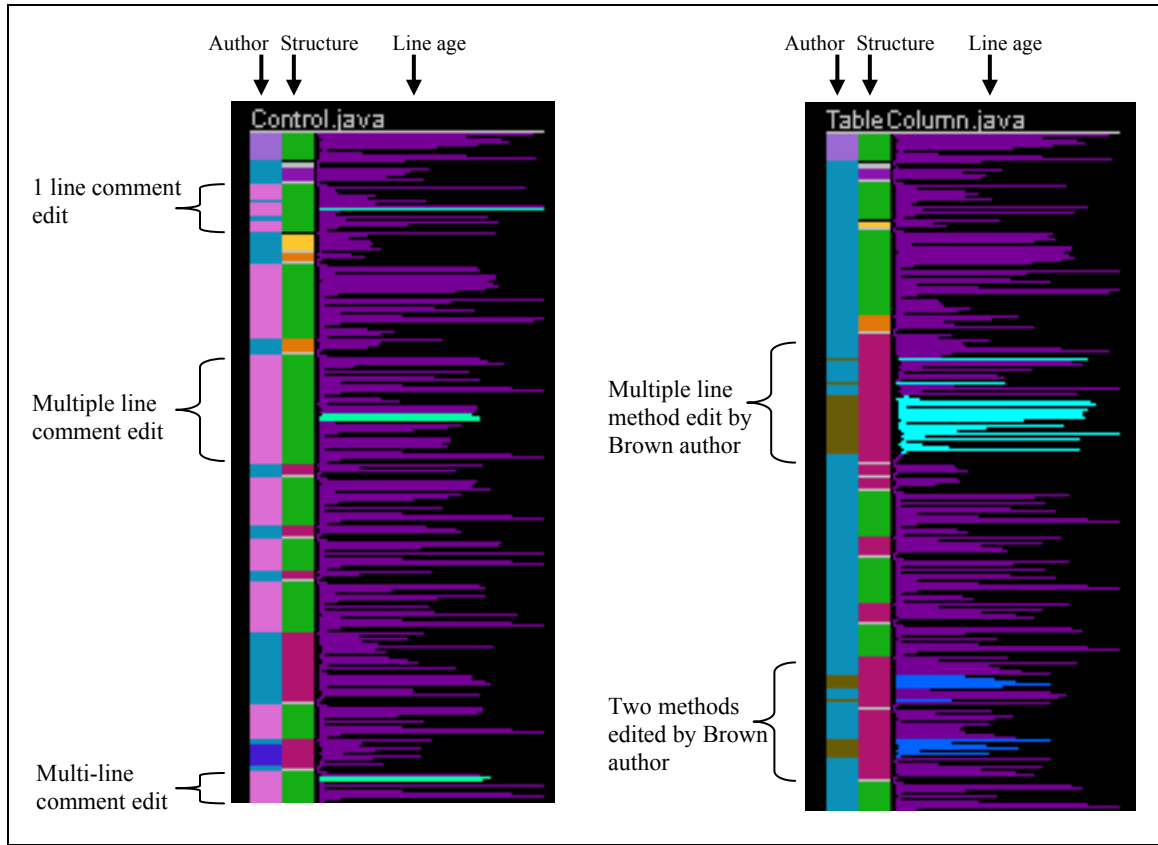 Author Structure Line age
Control.java
1 line comment
edit
Multiple line
comment edit
Multi-line
comment edit
Author Structure Line age
TableColumn.java
Multiple line
method edit by
Brown author
Two methods
edited by Brown
author